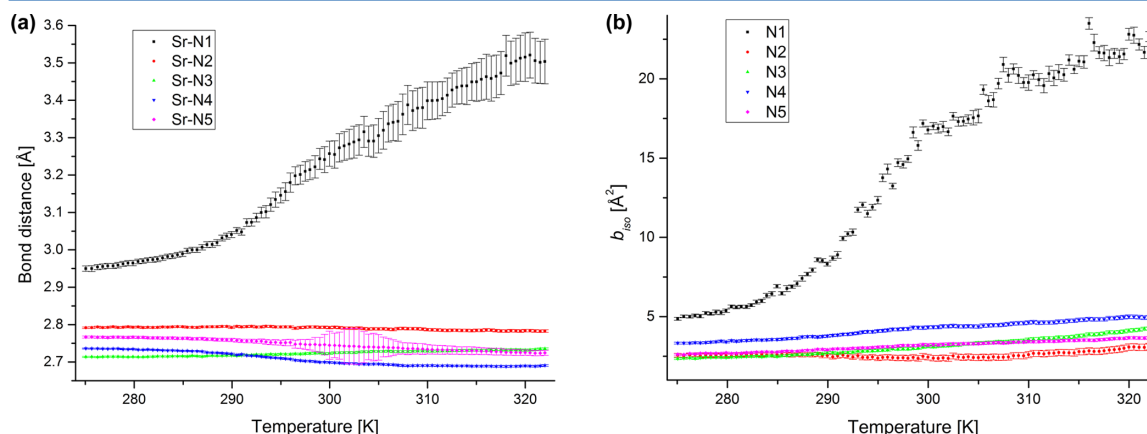 (a)
Sr-N1
Sr-N2
Sr-N3
Sr-N4
Sr-N5
3.6
3.5
3.4
3.3
3.2
3.1
3.0
2.9
2.8
2.7
Bond distance [Å]
280
290
300
310
320
Temperature [K]
(b)
N1
N2
N3
N4
N5
20
15
10
5
b_iso [Å²]
280
290
300
310
320
Temperature [K]